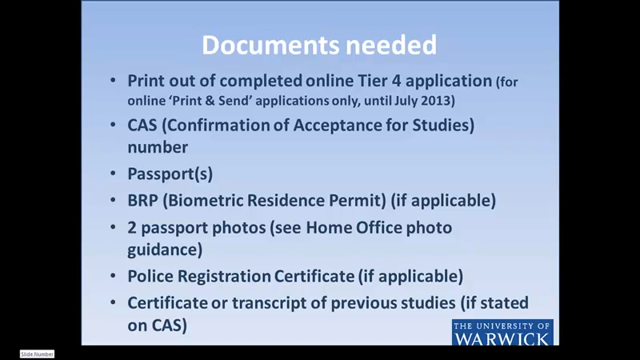 Documents needed
• Print out of completed online Tier 4 application (for
online ‘Print & Send’ applications only, until July 2013)
• CAS (Confirmation of Acceptance for Studies)
number
• Passport(s)
• BRP (Biometric Residence Permit) (if applicable)
• 2 passport photos (see Home Office photo
guidance)
• Police Registration Certificate (if applicable)
• Certificate or transcript of previous studies (if stated
on CAS)
THE UNIVERSITY OF
WARWICK
Slide Number